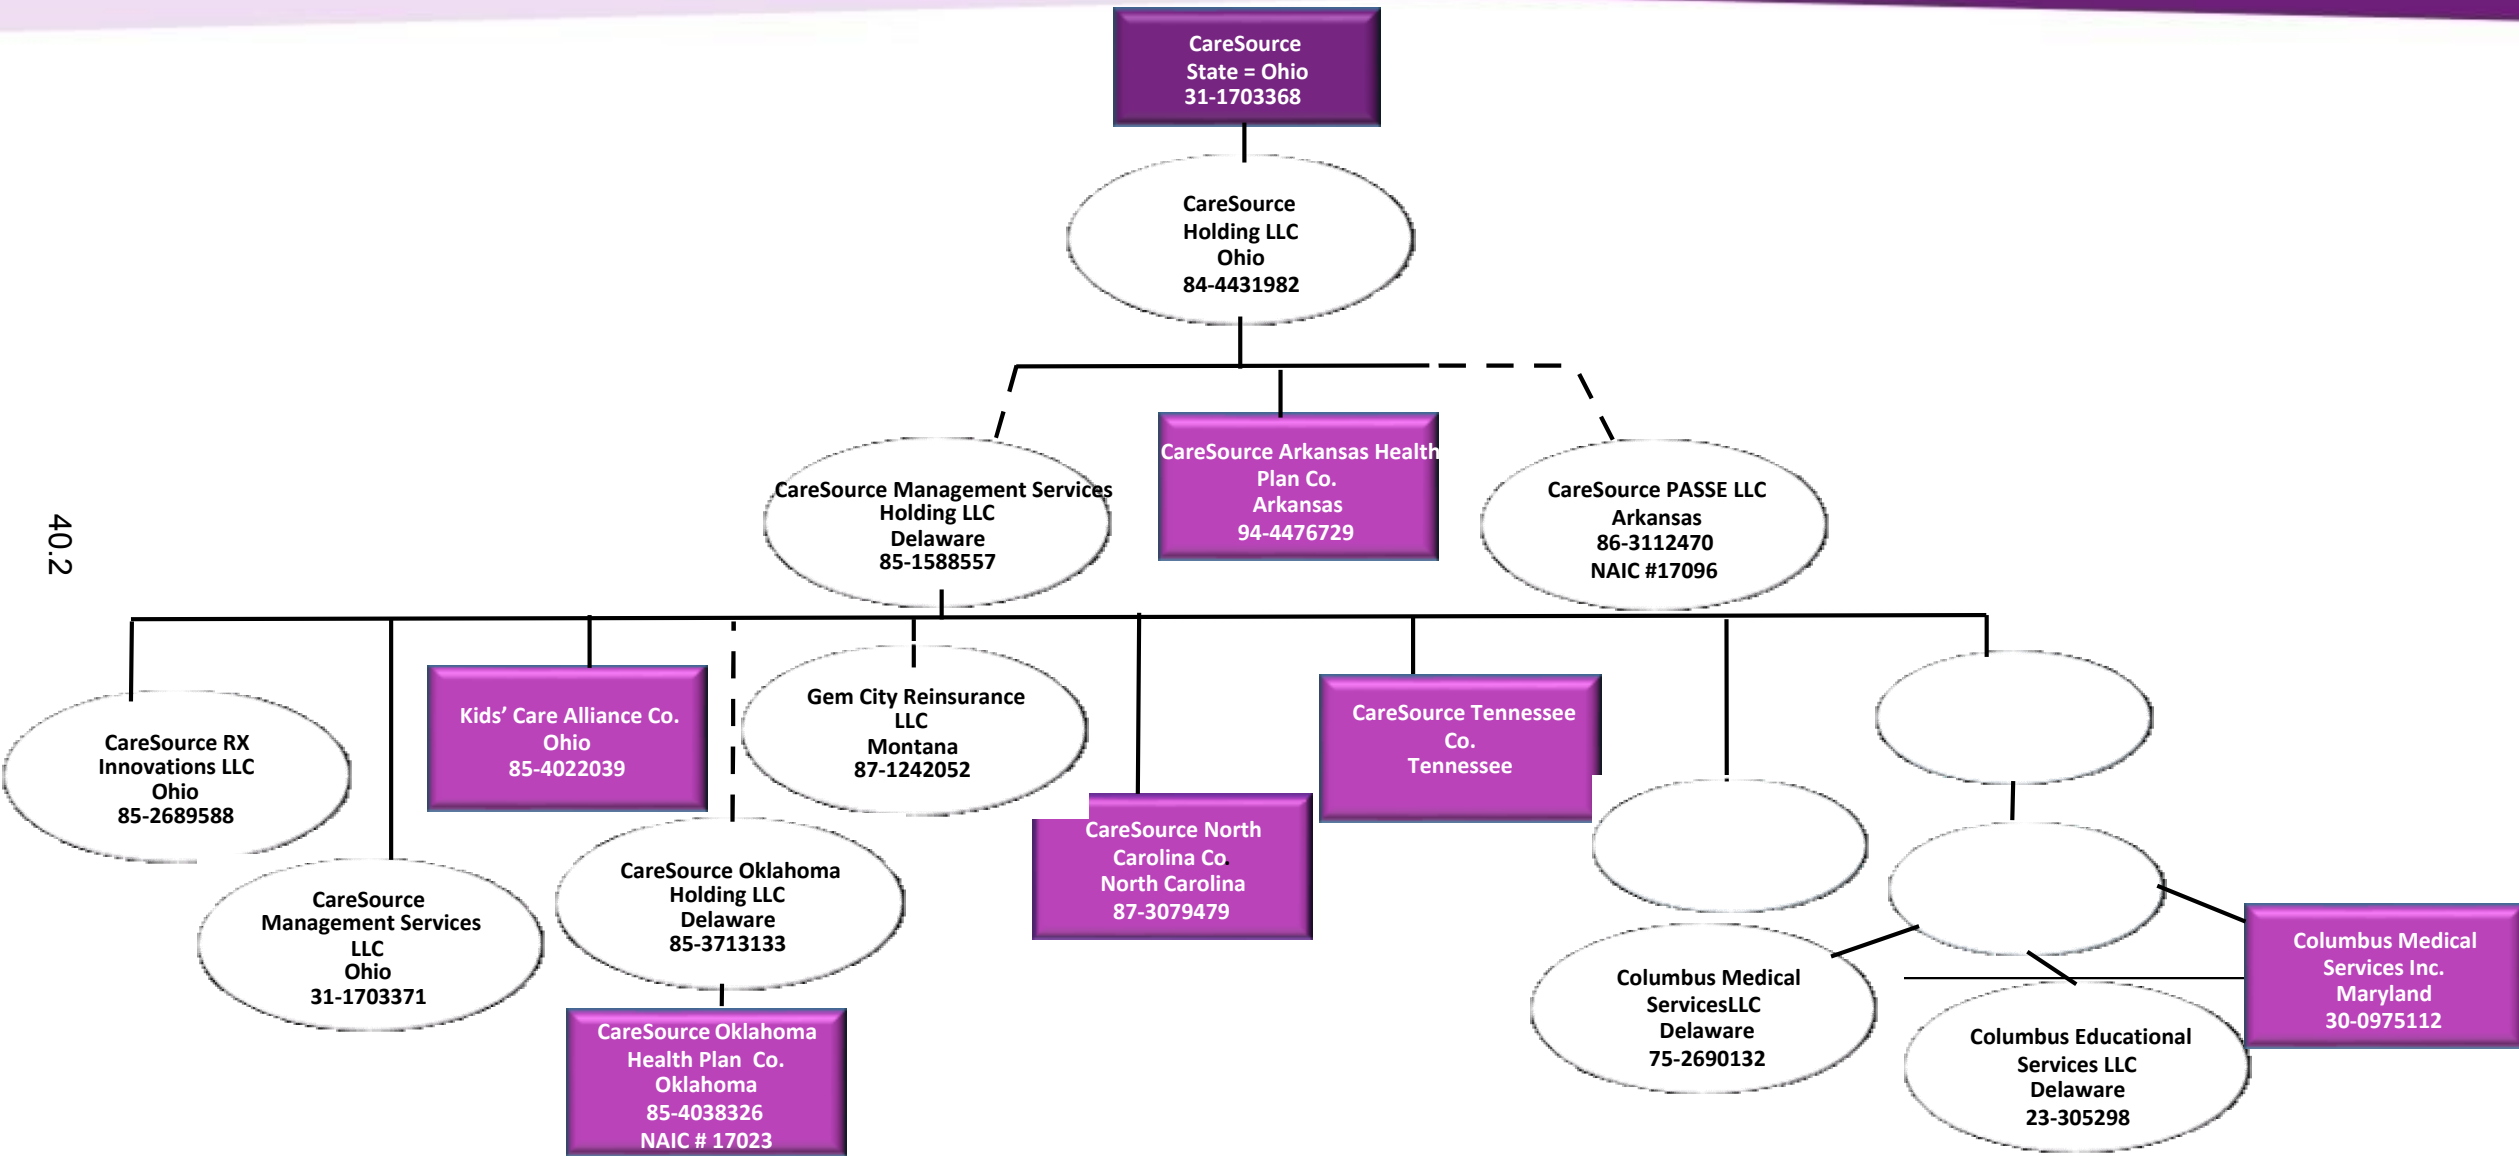 CareSource
State = Ohio
31-1703368
CareSource
Holding LLC
Ohio
84-4431982
CareSource Management Services
Holding LLC
Delaware
85-1588557
CareSource Arkansas Health
Plan Co.
Arkansas
94-4476729
CareSource PASSE LLC
Arkansas
86-3112470
NAIC #17096
40.2
CareSource RX
Innovations LLC
Ohio
85-2689588
CareSource
Management Services
LLC
Ohio
31-1703371
Kids’ Care Alliance Co.
Ohio
85-4022039
CareSource Oklahoma
Holding LLC
Delaware
85-3713133
CareSource Oklahoma
Health Plan Co.
Oklahoma
85-4038326
NAIC # 17023
Gem City Reinsurance
LLC
Montana
87-1242052
CareSource North
Carolina Co.
North Carolina
87-3079479
CareSource Tennessee
Co.
Tennessee
Columbus Medical
ServicesLLC
Delaware
75-2690132
Columbus Educational
Services LLC
Delaware
23-305298
Columbus Medical
Services Inc.
Maryland
30-0975112